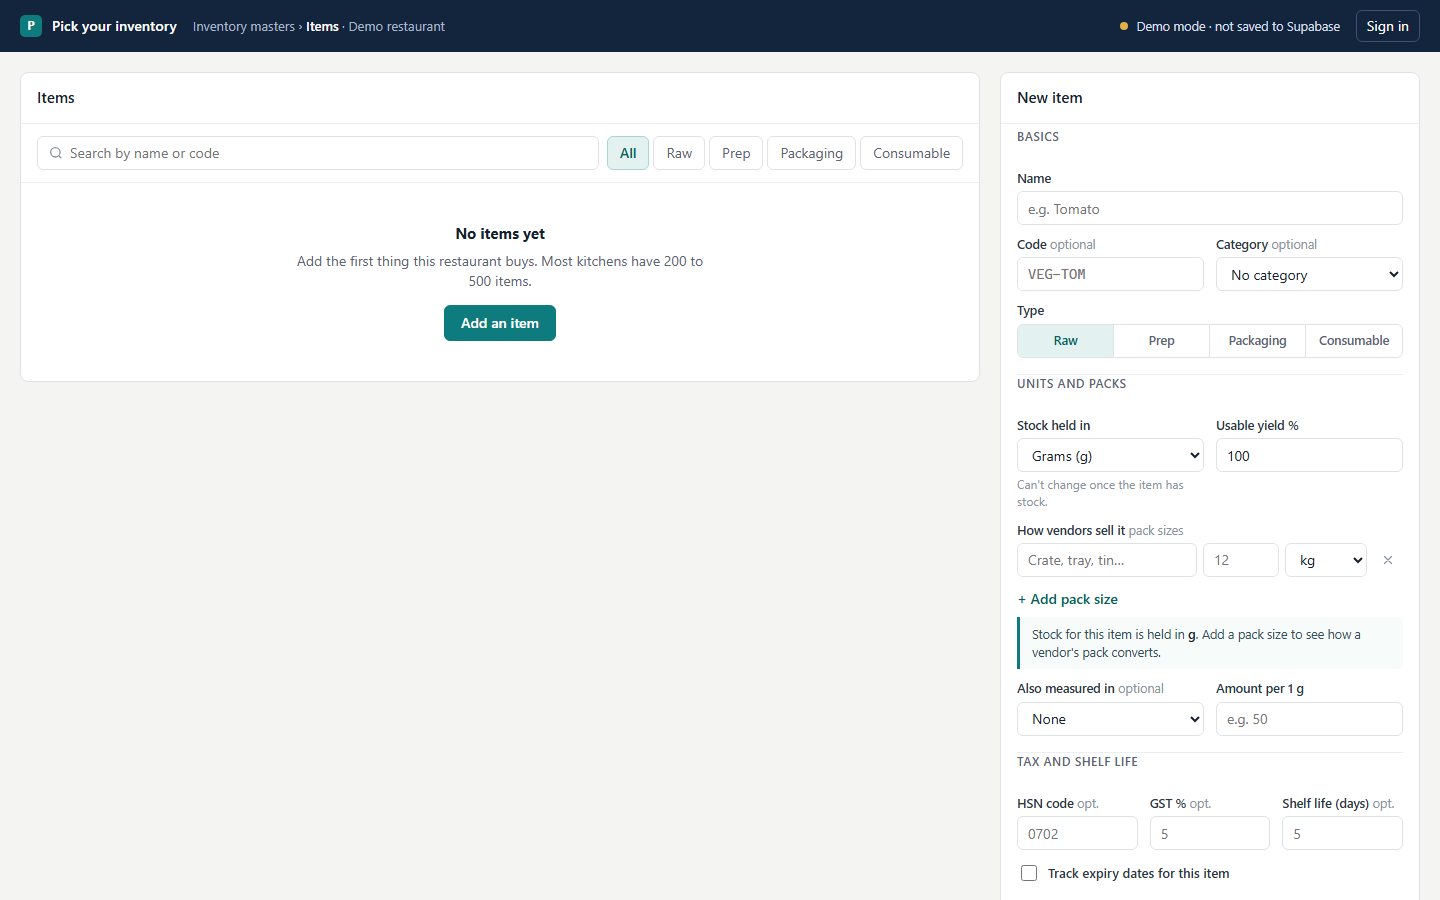 P Pick your inventory Inventory masters › Items · Demo restaurant Demo mode · not saved to Supabase Sign in
Items
Search by name or code All Raw Prep Packaging Consumable
No items yet
Add the first thing this restaurant buys. Most kitchens have 200 to
500 items.
Add an item
New item
BASICS
Name
e.g. Tomato
Code optional Category optional
VEG-TOM No category
Type
Raw Prep Packaging Consumable
UNITS AND PACKS
Stock held in Usable yield %
Grams (g) 100
Can't change once the item has
stock.
How vendors sell it pack sizes
Crate, tray, tin... 12 kg ×
+ Add pack size
Stock for this item is held in g. Add a pack size to see how a
vendor's pack converts.
Also measured in optional Amount per 1 g
None e.g. 50
TAX AND SHELF LIFE
HSN code opt. GST % opt. Shelf life (days) opt.
0702 5 5
Track expiry dates for this item